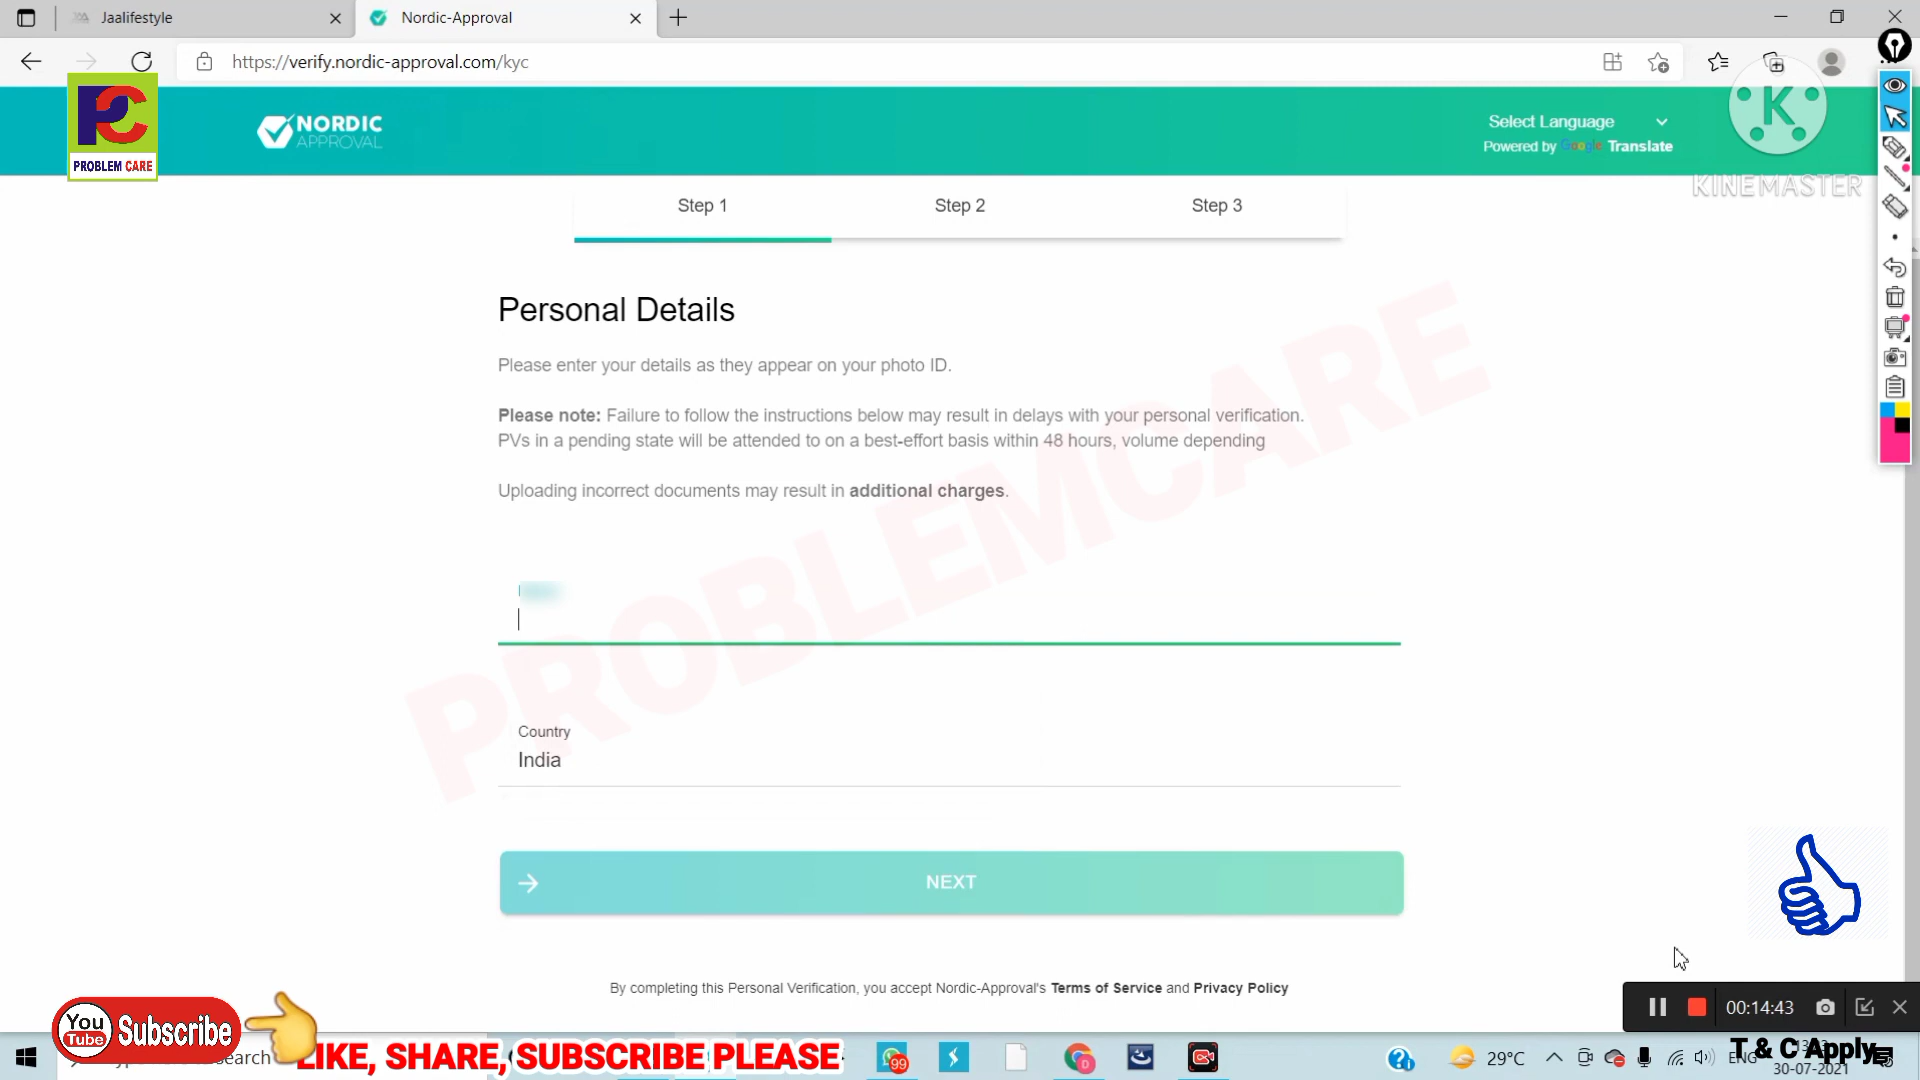 Jaalifestyle
Nordic-Approval
https://verify.nordic-approval.com/kyc
PC
PROBLEM CARE
NORDIC
APPROVAL
Select Language
Powered by Google Translate
K
KINEMASTER
Step 1
Step 2
Step 3
Personal Details
Please enter your details as they appear on your photo ID.
Please note: Failure to follow the instructions below may result in delays with your personal verification.
PVs in a pending state will be attended to on a best-effort basis within 48 hours, volume depending
Uploading incorrect documents may result in additional charges.
PROBLEMCARE
Country
India
NEXT
By completing this Personal Verification, you accept Nordic-Approval's Terms of Service and Privacy Policy
00:14:43
You
Tube
Subscribe
earch
LIKE, SHARE, SUBSCRIBE PLEASE
99
29°C
ENG
T & C Apply
30-07-2021